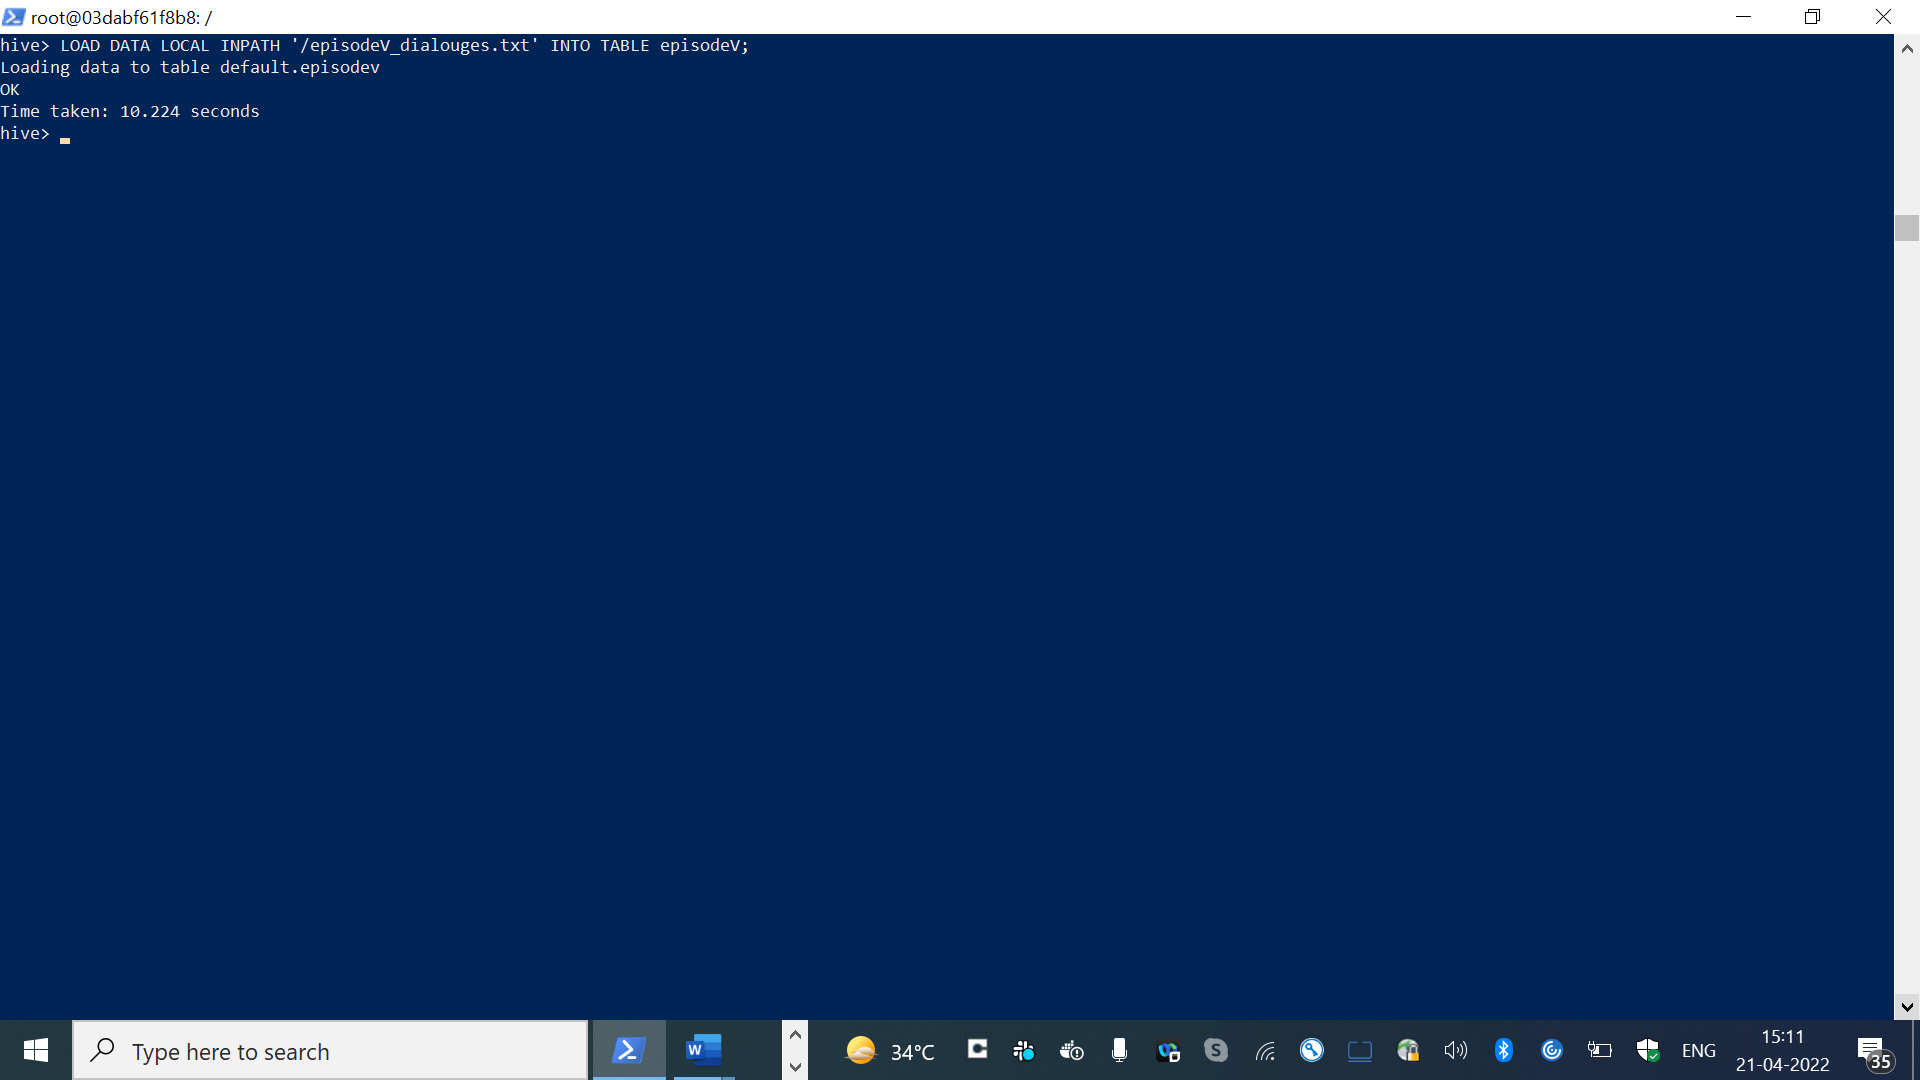 root@03dabf61f8b8: /
hive> LOAD DATA LOCAL INPATH '/episodeV_dialouges.txt' INTO TABLE episodeV;
Loading data to table default.episodev
OK
Time taken: 10.224 seconds
hive>
Type here to search
W
34°C
S
ENG
15:11
21-04-2022
35